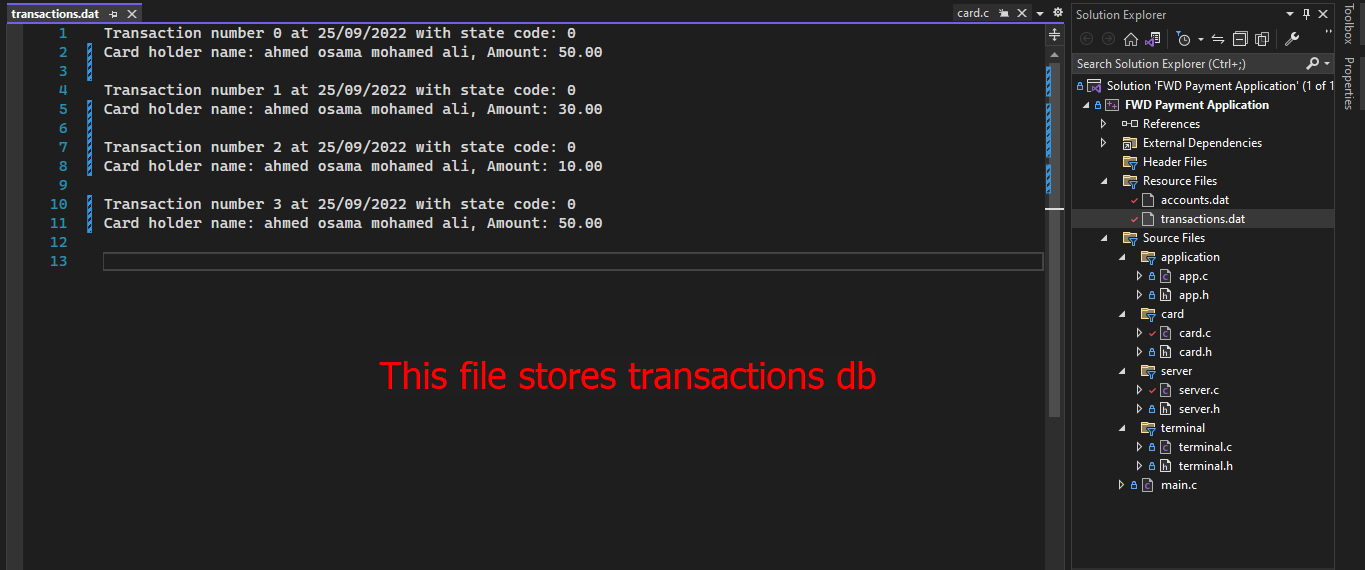 transactions.dat
card.c
1 Transaction number 0 at 25/09/2022 with state code: 0
2 Card holder name: ahmed osama mohamed ali, Amount: 50.00
3
4 Transaction number 1 at 25/09/2022 with state code: 0
5 Card holder name: ahmed osama mohamed ali, Amount: 30.00
6
7 Transaction number 2 at 25/09/2022 with state code: 0
8 Card holder name: ahmed osama mohamed ali, Amount: 10.00
9
10 Transaction number 3 at 25/09/2022 with state code: 0
11 Card holder name: ahmed osama mohamed ali, Amount: 50.00
12
13
This file stores transactions db
Solution Explorer
Search Solution Explorer (Ctrl+;)
Solution 'FWD Payment Application' (1 of 1
FWD Payment Application
References
External Dependencies
Header Files
Resource Files
accounts.dat
transactions.dat
Source Files
application
app.c
app.h
card
card.c
card.h
server
server.c
server.h
terminal
terminal.c
terminal.h
main.c
Toolbox
Properties